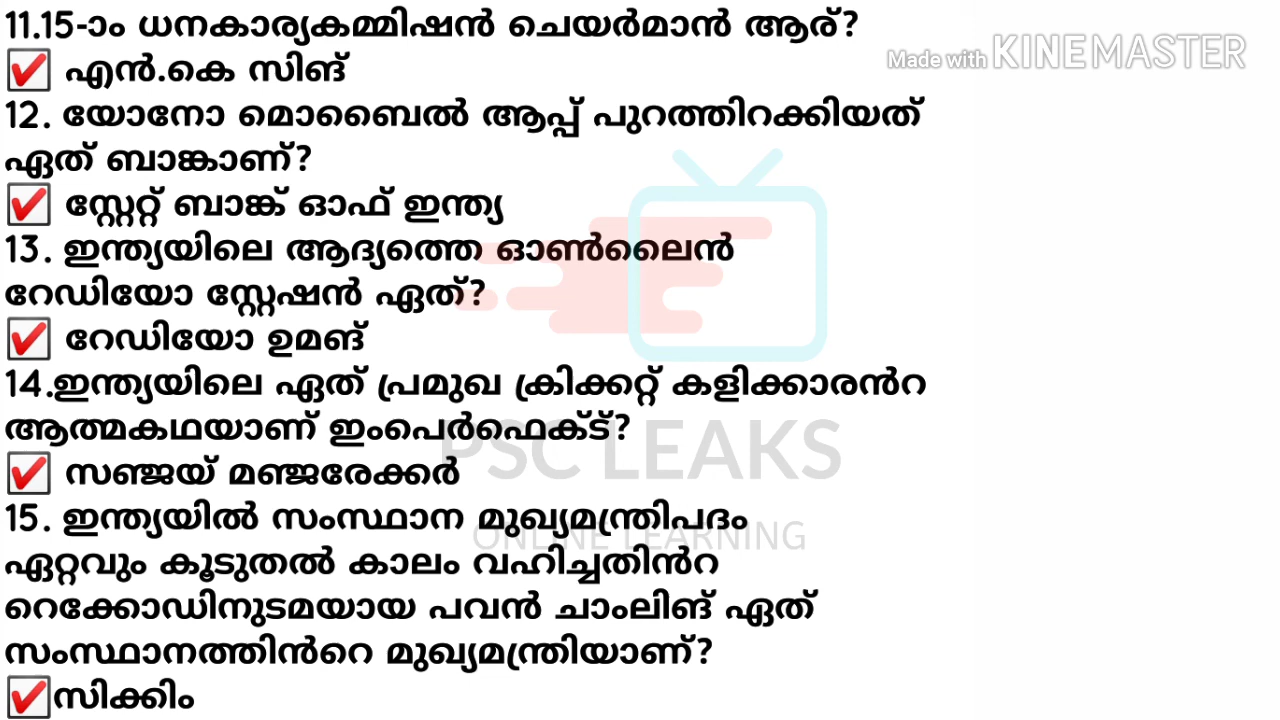 11.15-ാം ധനകാര്യകമ്മിഷൻ ചെയർമാൻ ആര്?
Made with KINEMASTER
✔ എൻ.കെ സിങ്
12. യോനോ മൊബൈൽ ആപ്പ് പുറത്തിറക്കിയത്
ഏത് ബാങ്കാണ്?
✔ സ്റ്റേറ്റ് ബാങ്ക് ഓഫ് ഇന്ത്യ
13. ഇന്ത്യയിലെ ആദ്യത്തെ ഓൺലൈൻ
റേഡിയോ സ്റ്റേഷൻ ഏത്?
✔ റേഡിയോ ഉമങ്
14.ഇന്ത്യയിലെ ഏത് പ്രമുഖ ക്രിക്കറ്റ് കളിക്കാരൻറ
ആത്മകഥയാണ് ഇംപെർഫെക്ട്?
PSC LEAKS
✔ സഞ്ജയ് മഞ്ജരേക്കർ
15. ഇന്ത്യയിൽ സംസ്ഥാന മുഖ്യമന്ത്രിപദം
ONLINE LEARNING
ഏറ്റവും കൂടുതൽ കാലം വഹിച്ചതിൻറ
റെക്കോഡിനുടമയായ പവൻ ചാംലിങ് ഏത്
സംസ്ഥാനത്തിൻറെ മുഖ്യമന്ത്രിയാണ്?
✔സിക്കിം